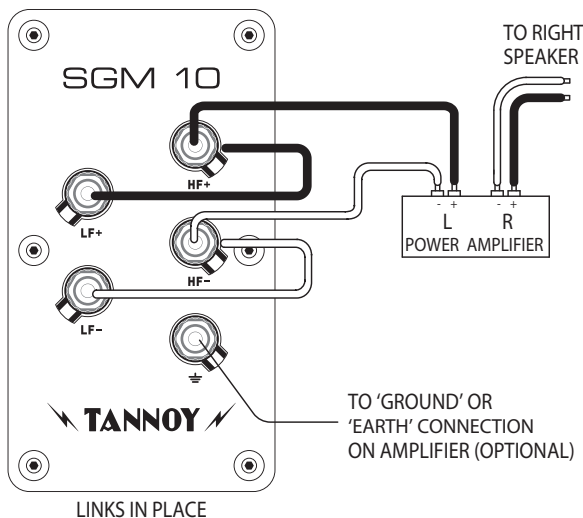 TO RIGHT
SPEAKER
SGM 10
HF+
LF+
- +
- +
L
R
POWER AMPLIFIER
HF-
LF-
TANNOY
TO ‘GROUND’ OR
‘EARTH’ CONNECTION
ON AMPLIFIER (OPTIONAL)
LINKS IN PLACE